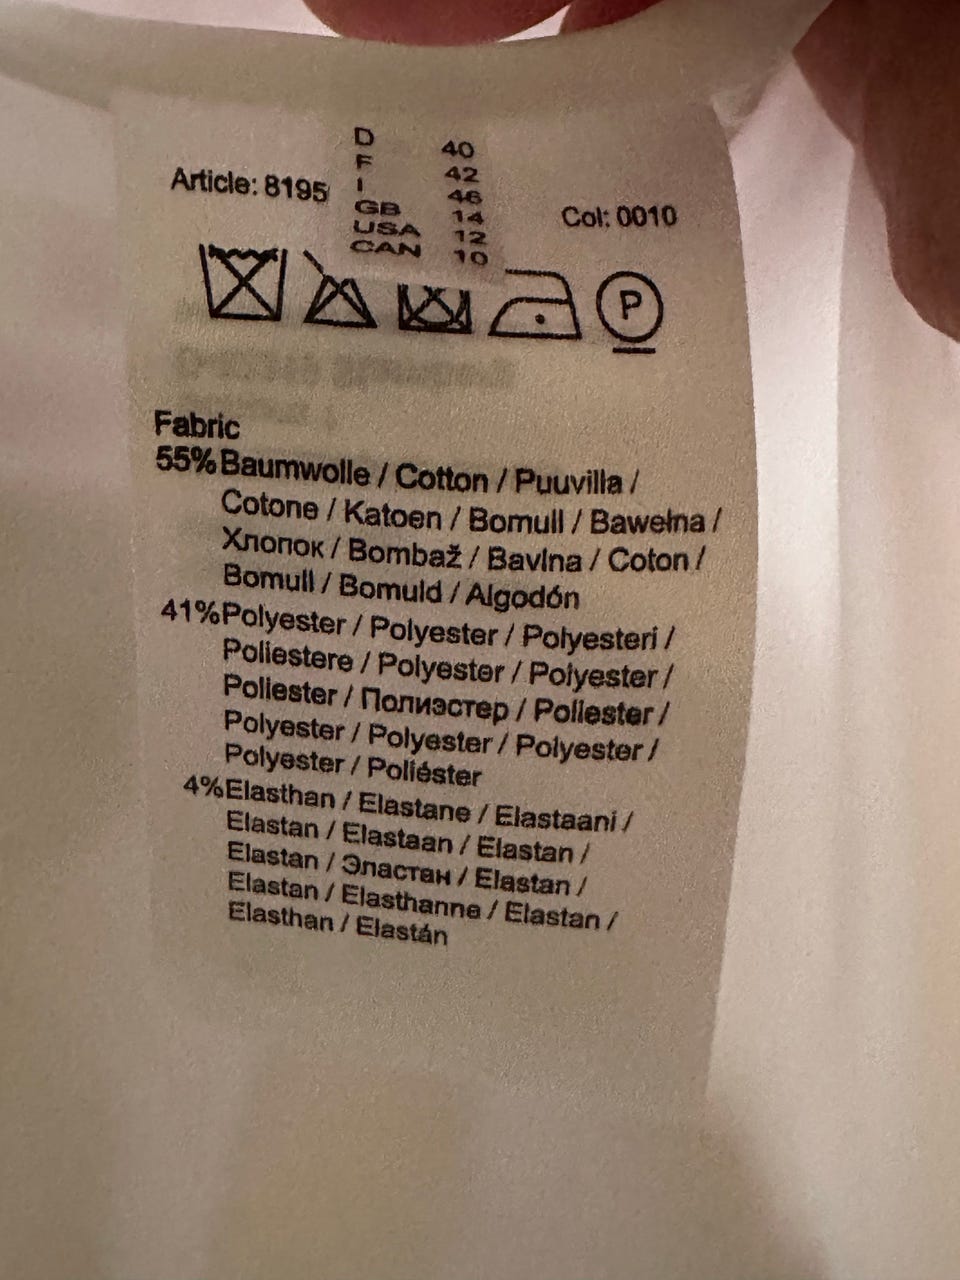 D 40
F 42
I 46
GB 14
USA 12
CAN 10
Article: 8195
Col: 0010
P
Fabric
55% Baumwolle / Cotton / Puuvilla /
Cotone / Katoen / Bomull / Bawełna /
Хлопок / Bombaž / Bavlna / Coton /
Bomull / Bomuld / Algodón
41% Polyester / Polyester / Polyesteri /
Poliestere / Polyester / Polyester /
Poliester / Полиэстер / Poliester /
Polyester / Polyester / Polyester /
Polyester / Poliéster
4% Elasthan / Elastane / Elastaani /
Elastan / Elastaan / Elastan /
Elastan / Эластан / Elastan /
Elastan / Elasthanne / Elastan /
Elasthan / Elastán